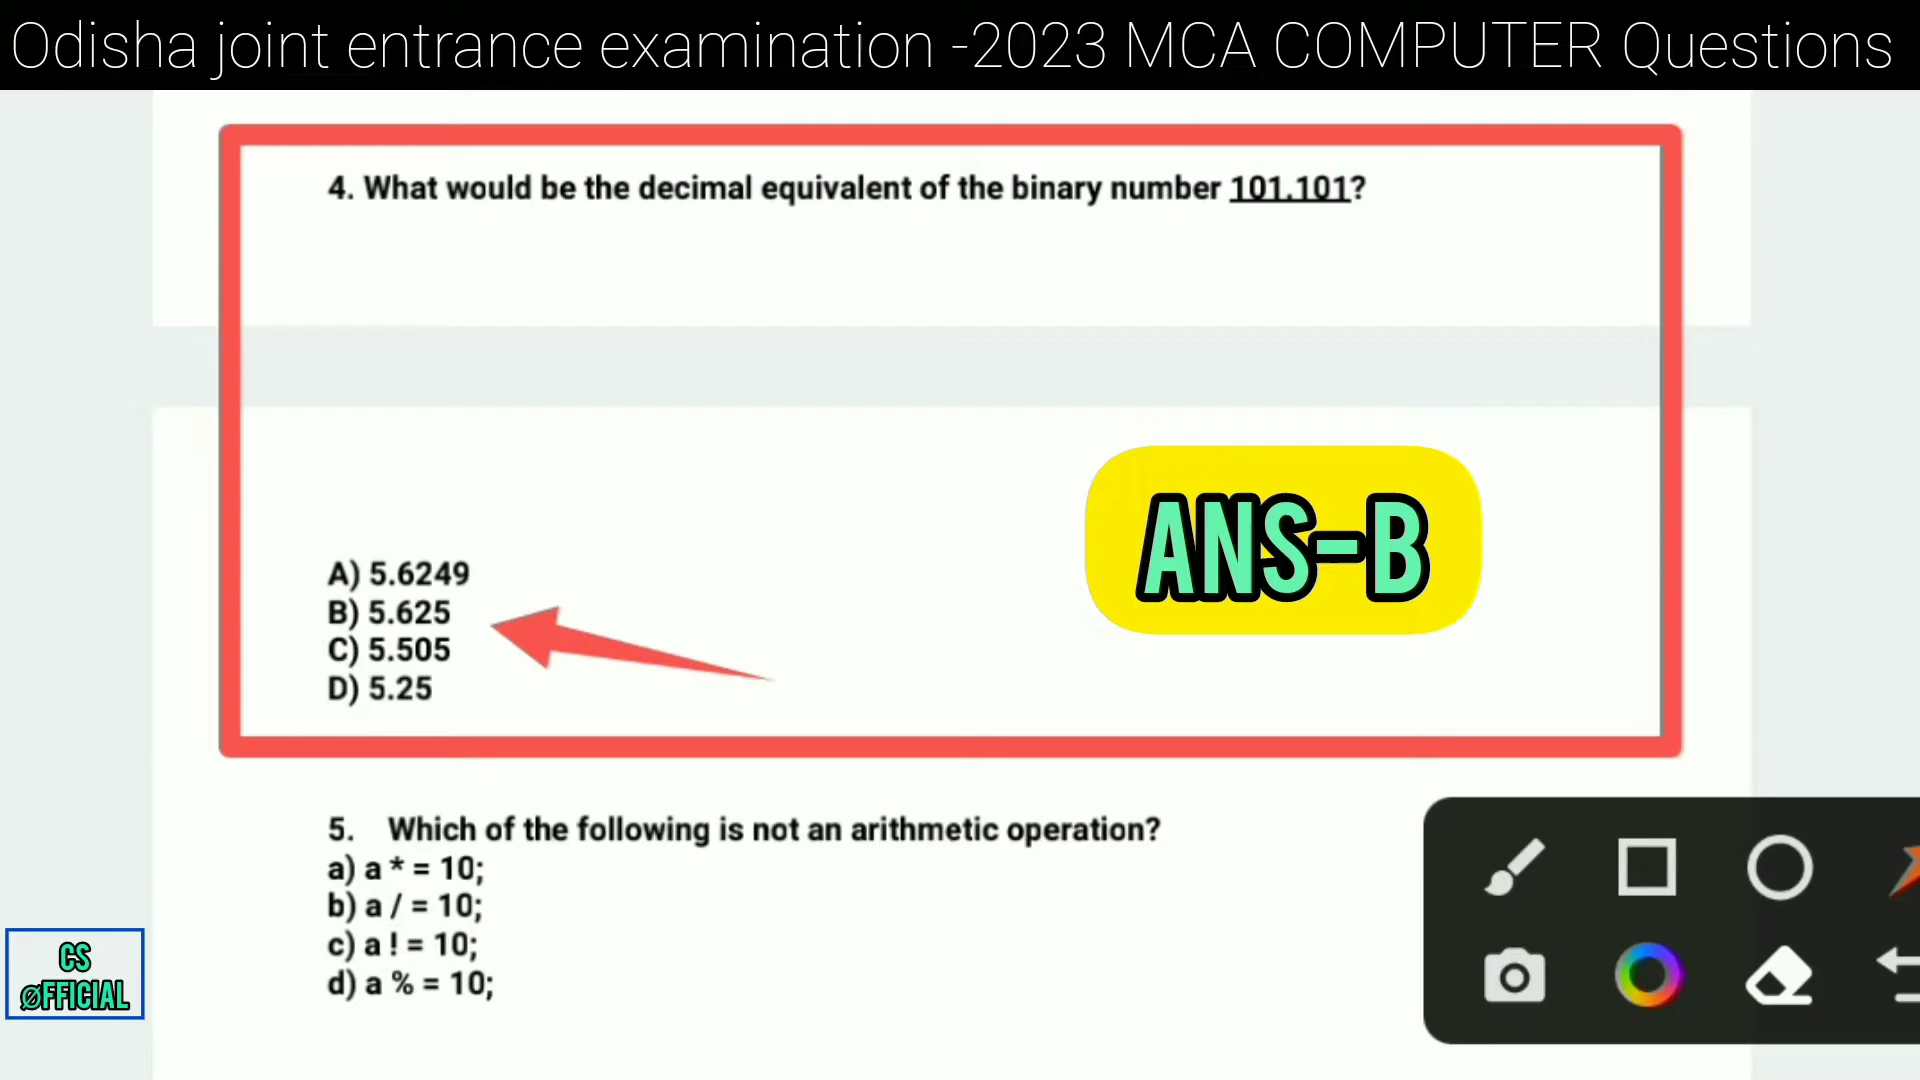 Odisha joint entrance examination -2023 MCA COMPUTER Questions
4. What would be the decimal equivalent of the binary number 101.101?
ANS-B
A) 5.6249
B) 5.625
C) 5.505
D) 5.25
5. Which of the following is not an arithmetic operation?
a) a * = 10;
b) a / = 10;
c) a ! = 10;
d) a % = 10;
CS
ØFFICIAL